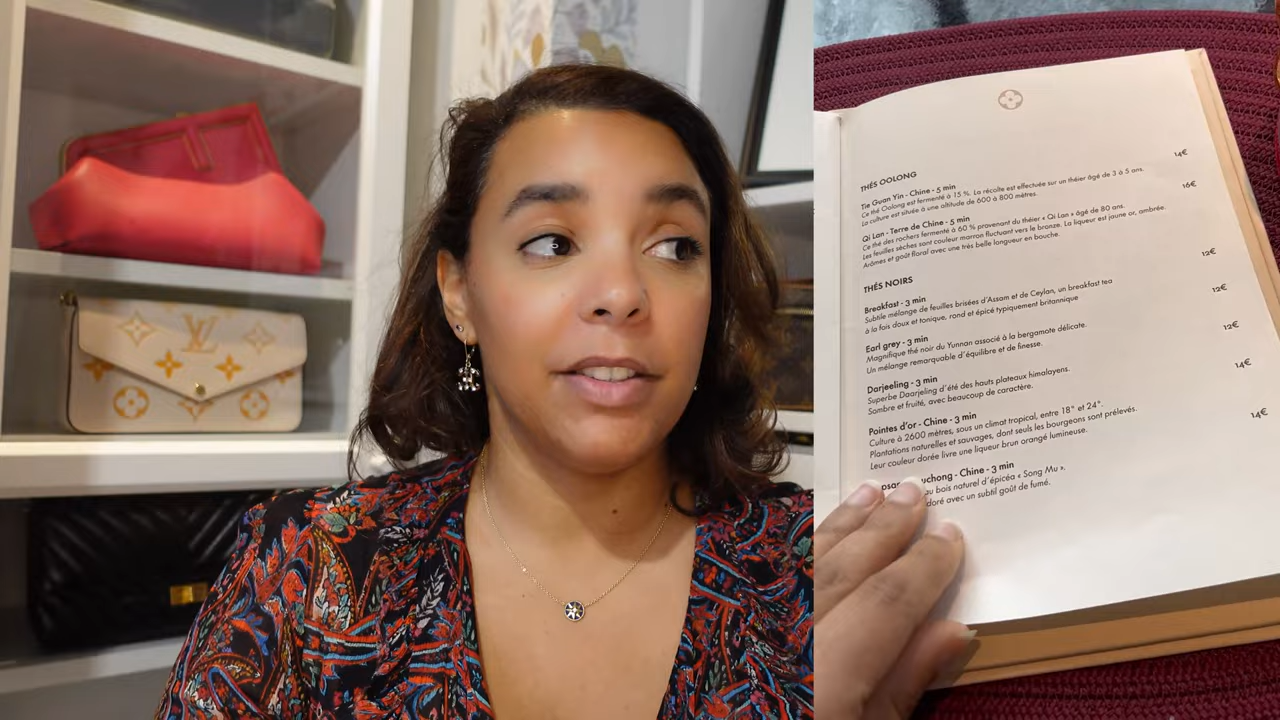 LV
THÉS OOLONG
Tie Guan Yin - Chine - 5 min 14€
Ce thé Oolong est fermenté à 15 %. La récolte est effectuée sur un théier âgé de 3 à 5 ans.
La culture est située à une altitude de 600 à 800 mètres.
Qi Lan - Terre de Chine - 5 min 16€
Ce thé des rochers fermenté à 60 % provenant du théier « Qi Lan » âgé de 80 ans.
Les feuilles sèches sont couleur marron fluctuant vers le bronze. La liqueur est jaune or, ambrée.
Arômes et goût floral avec une très belle longueur en bouche.
THÉS NOIRS
Breakfast - 3 min 12€
Subtile mélange de feuilles brisées d'Assam et de Ceylan, un breakfast tea
à la fois doux et tonique, rond et épicé typiquement britannique
Earl grey - 3 min 12€
Magnifique thé noir du Yunnan associé à la bergamote délicate.
Un mélange remarquable d'équilibre et de finesse.
Darjeeling - 3 min 12€
Superbe Daarjeling d'été des hauts plateaux himalayens.
Sombre et fruité, avec beaucoup de caractère.
Pointes d'or - Chine - 3 min 14€
Culture à 2600 mètres, sous un climat tropical, entre 18° et 24°.
Plantations naturelles et sauvages, dont seuls les bourgeons sont prélevés.
Leur couleur dorée livre une liqueur brun orangé lumineuse.
uchong - Chine - 3 min 14€
au bois naturel d'épicéa « Song Mu ».
doré avec un subtil goût de fumé.